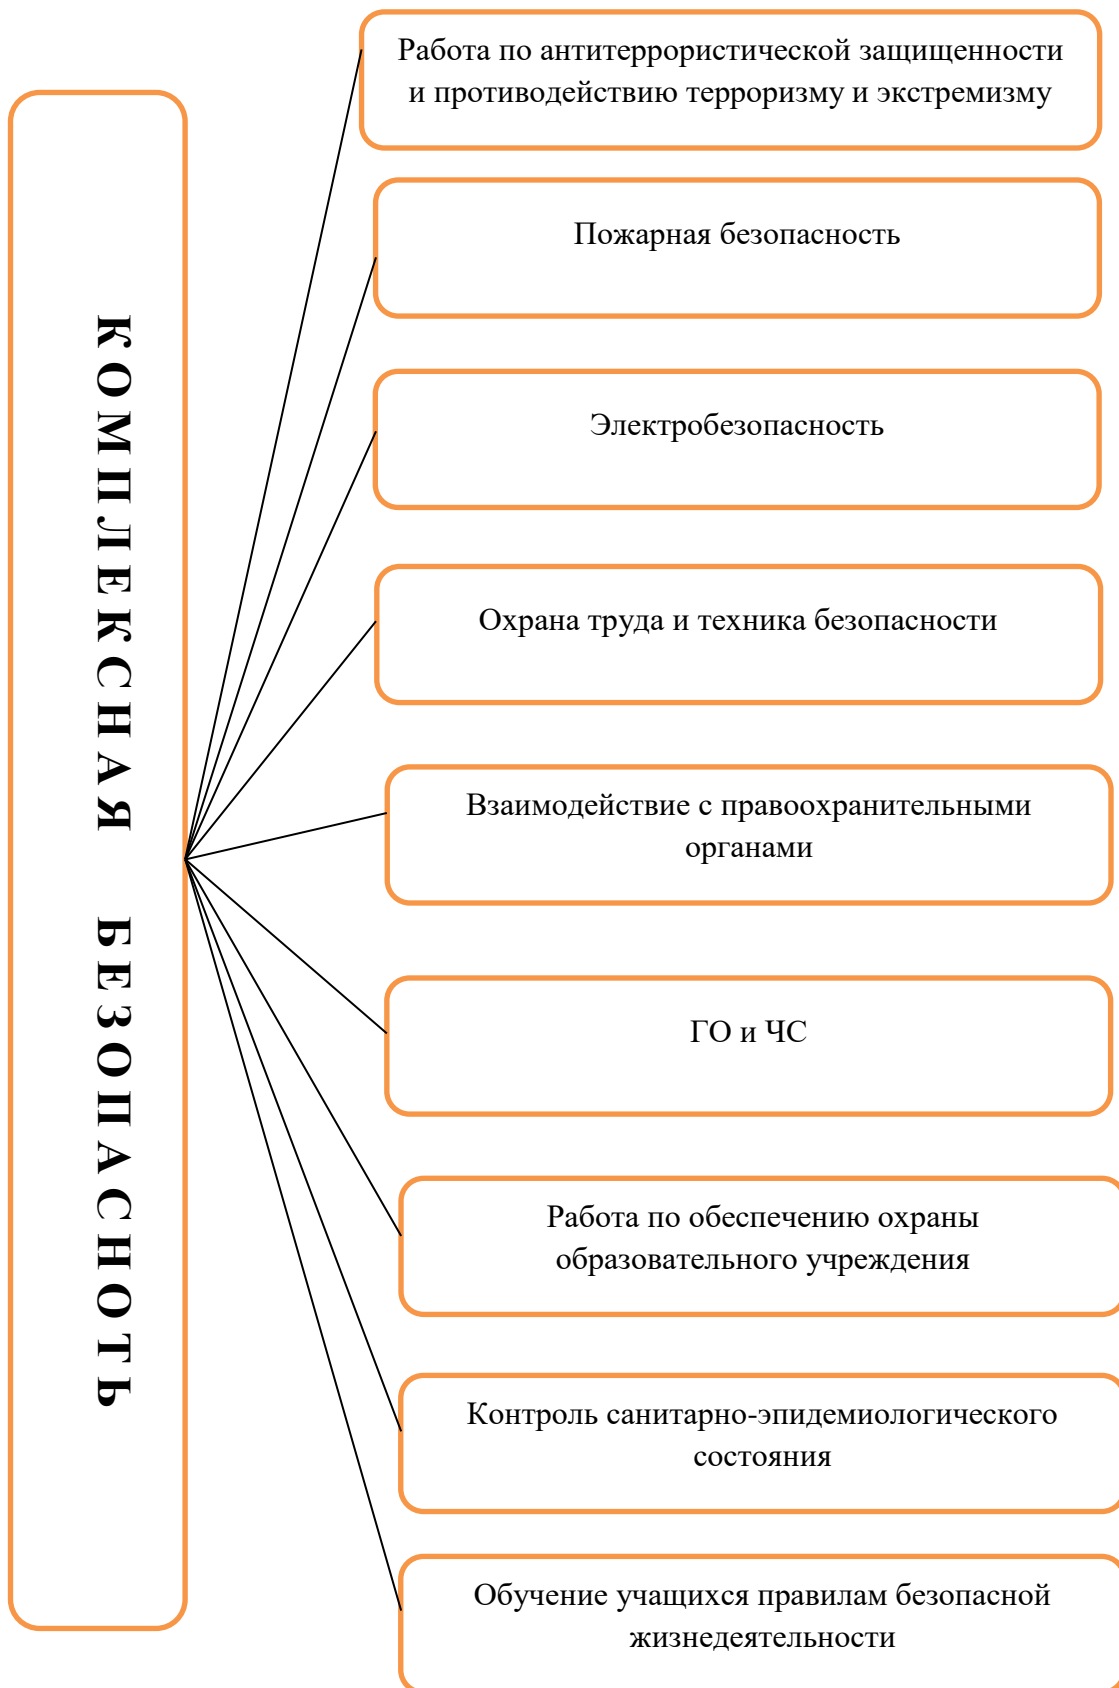 КОМПЛЕКСНАЯ БЕЗОПАСНОТЬ
Работа по антитеррористической защищенности
и противодействию терроризму и экстремизму
Пожарная безопасность
Электробезопасность
Охрана труда и техника безопасности
Взаимодействие с правоохранительными
органами
ГО и ЧС
Работа по обеспечению охраны
образовательного учреждения
Контроль санитарно-эпидемиологического
состояния
Обучение учащихся правилам безопасной
жизнедеятельности